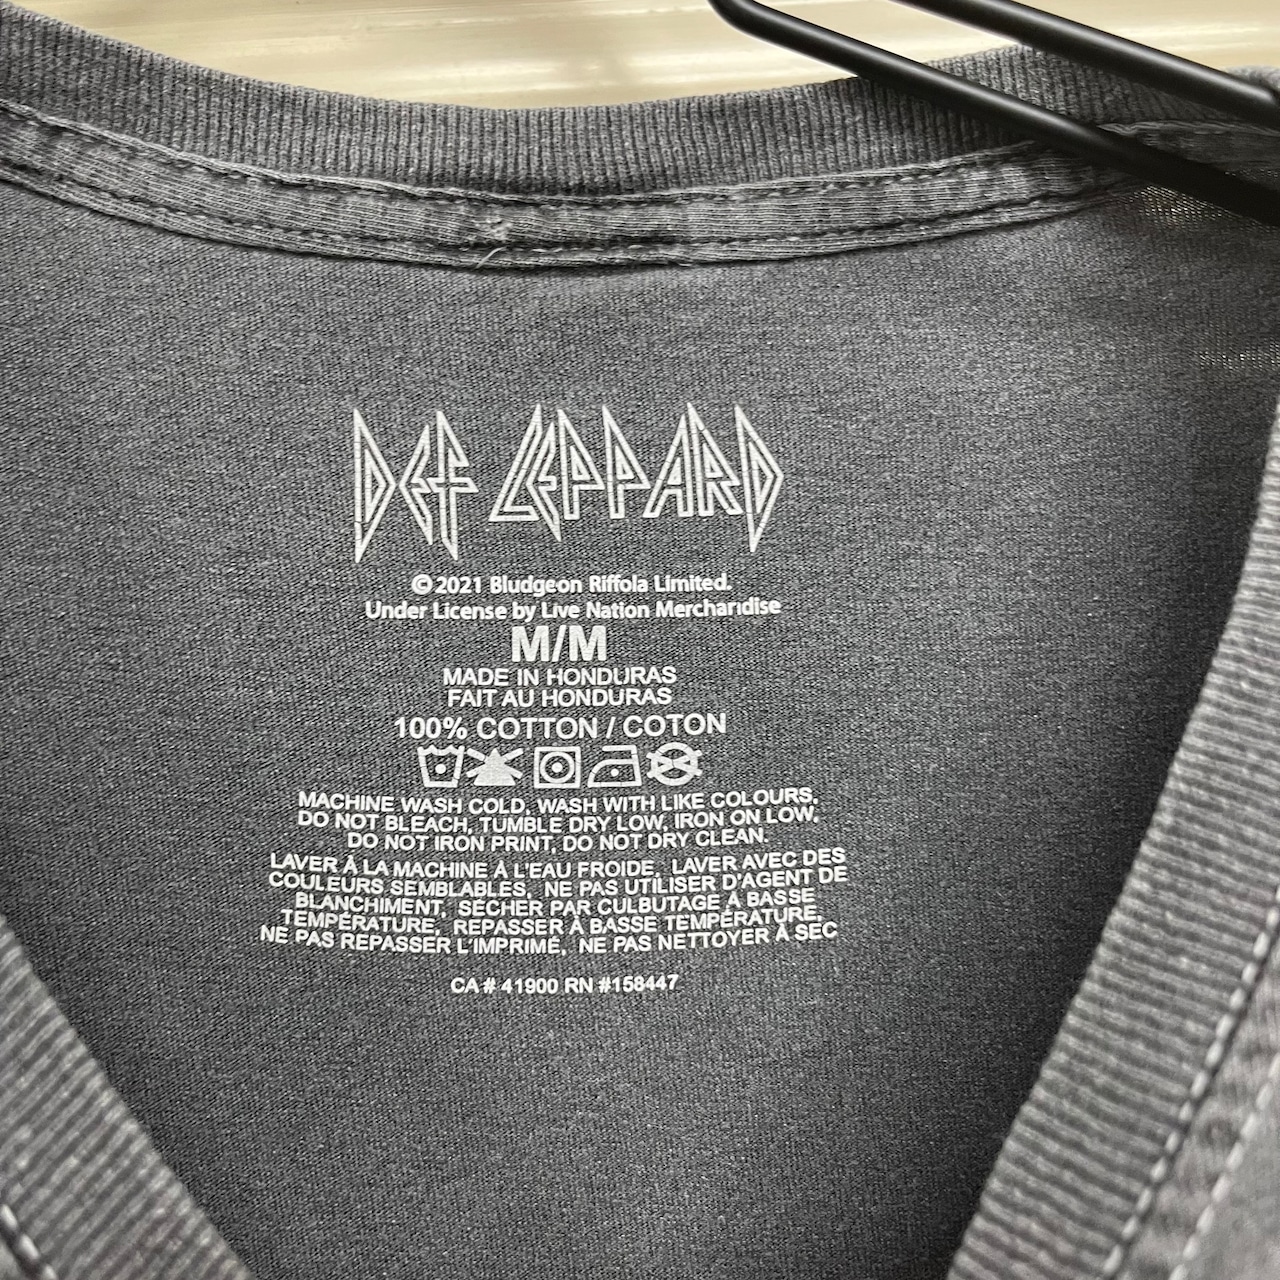 DEF LEPPARD
© 2021 Bludgeon Riffola Limited.
Under License by Live Nation Merchandise
M/M
MADE IN HONDURAS
FAIT AU HONDURAS
100% COTTON / COTON
MACHINE WASH COLD, WASH WITH LIKE COLOURS,
DO NOT BLEACH, TUMBLE DRY LOW, IRON ON LOW,
DO NOT IRON PRINT, DO NOT DRY CLEAN.
LAVER À LA MACHINE À L'EAU FROIDE, LAVER AVEC DES
COULEURS SEMBLABLES, NE PAS UTILISER D'AGENT DE
BLANCHIMENT, SÉCHER PAR CULBUTAGE À BASSE
TEMPÉRATURE, REPASSER À BASSE TEMPÉRATURE,
NE PAS REPASSER L'IMPRIMÉ, NE PAS NETTOYER À SEC
CA # 41900 RN #158447